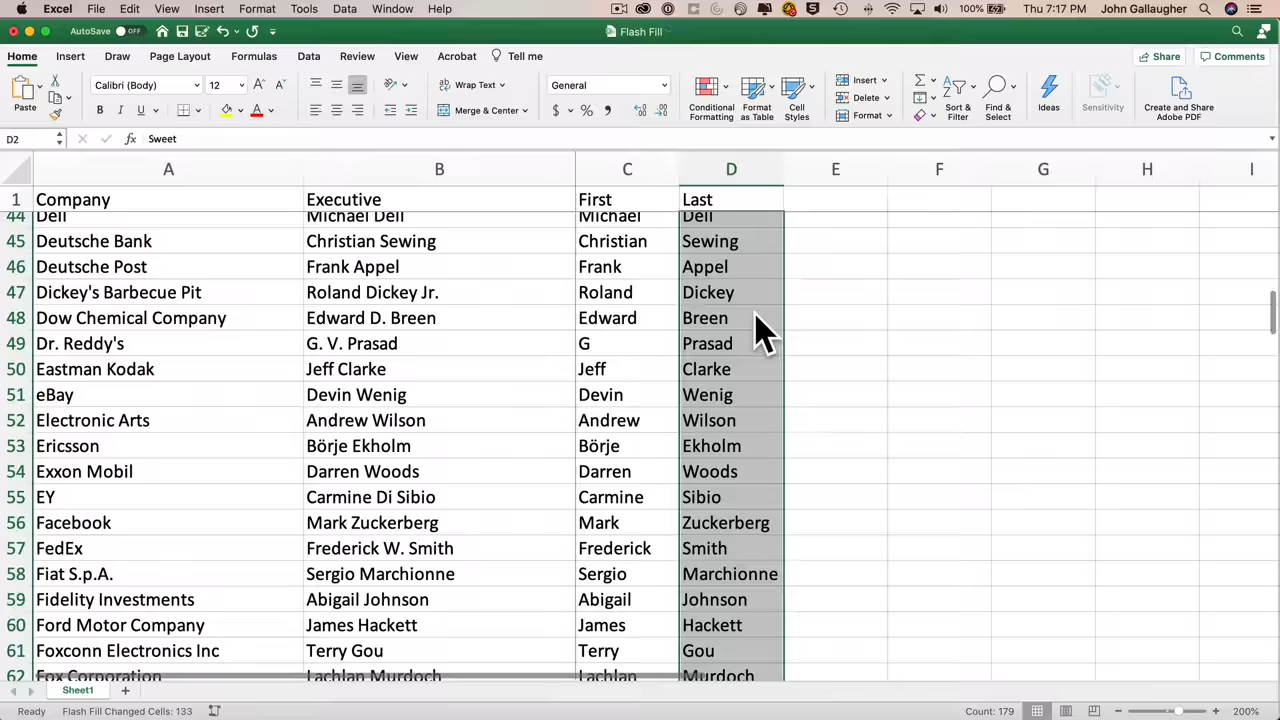 Excel File Edit View Insert Format Tools Data Window Help 100% Thu 7:17 PM John Gallaugher
AutoSave OFF Flash Fill
Home Insert Draw Page Layout Formulas Data Review View Acrobat Tell me Share Comments
Paste Calibri (Body) 12 Wrap Text General Conditional Formatting Format as Table Cell Styles Insert Sort & Filter Find & Select Ideas Sensitivity Create and Share Adobe PDF
B I U Merge & Center $ % Delete Format
D2 fx Sweet
A B C D E F G H I
1 Company Executive First Last
44 Dell Michael Dell Michael Dell
45 Deutsche Bank Christian Sewing Christian Sewing
46 Deutsche Post Frank Appel Frank Appel
47 Dickey's Barbecue Pit Roland Dickey Jr. Roland Dickey
48 Dow Chemical Company Edward D. Breen Edward Breen
49 Dr. Reddy's G. V. Prasad G Prasad
50 Eastman Kodak Jeff Clarke Jeff Clarke
51 eBay Devin Wenig Devin Wenig
52 Electronic Arts Andrew Wilson Andrew Wilson
53 Ericsson Börje Ekholm Börje Ekholm
54 Exxon Mobil Darren Woods Darren Woods
55 EY Carmine Di Sibio Carmine Sibio
56 Facebook Mark Zuckerberg Mark Zuckerberg
57 FedEx Frederick W. Smith Frederick Smith
58 Fiat S.p.A. Sergio Marchionne Sergio Marchionne
59 Fidelity Investments Abigail Johnson Abigail Johnson
60 Ford Motor Company James Hackett James Hackett
61 Foxconn Electronics Inc Terry Gou Terry Gou
62 Fox Corporation Lachlan Murdoch Lachlan Murdoch
Sheet1 +
Ready Flash Fill Changed Cells: 133 Count: 179 200%